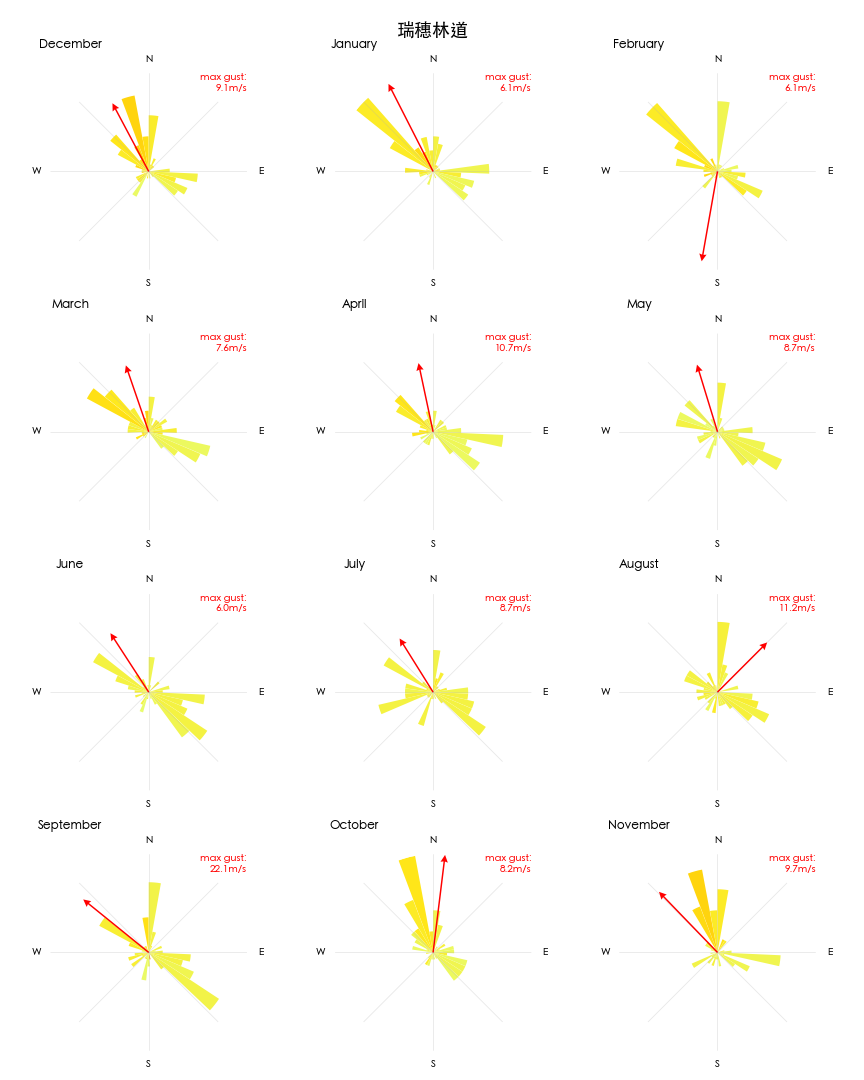 瑞穗林道
December
N
max gust:
9.1m/s
W
E
S
January
N
max gust:
6.1m/s
W
E
S
February
N
max gust:
6.1m/s
W
E
S
March
N
max gust:
7.6m/s
W
E
S
April
N
max gust:
10.7m/s
W
E
S
May
N
max gust:
8.7m/s
W
E
S
June
N
max gust:
6.0m/s
W
E
S
July
N
max gust:
8.7m/s
W
E
S
August
N
max gust:
11.2m/s
W
E
S
September
N
max gust:
22.1m/s
W
E
S
October
N
max gust:
8.2m/s
W
E
S
November
N
max gust:
9.7m/s
W
E
S